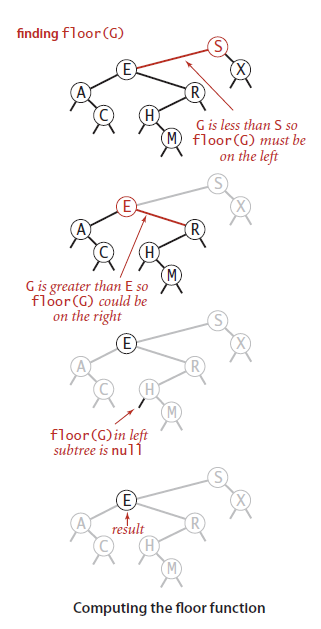 finding floor(G)
S
E
X
A
R
C
H
M
G is less than S so
floor(G) must be
on the left
S
E
X
A
R
C
H
M
G is greater than E so
floor(G) could be
on the right
S
E
X
A
R
C
H
M
floor(G) in left
subtree is null
S
E
X
A
result
R
C
H
M
Computing the floor function